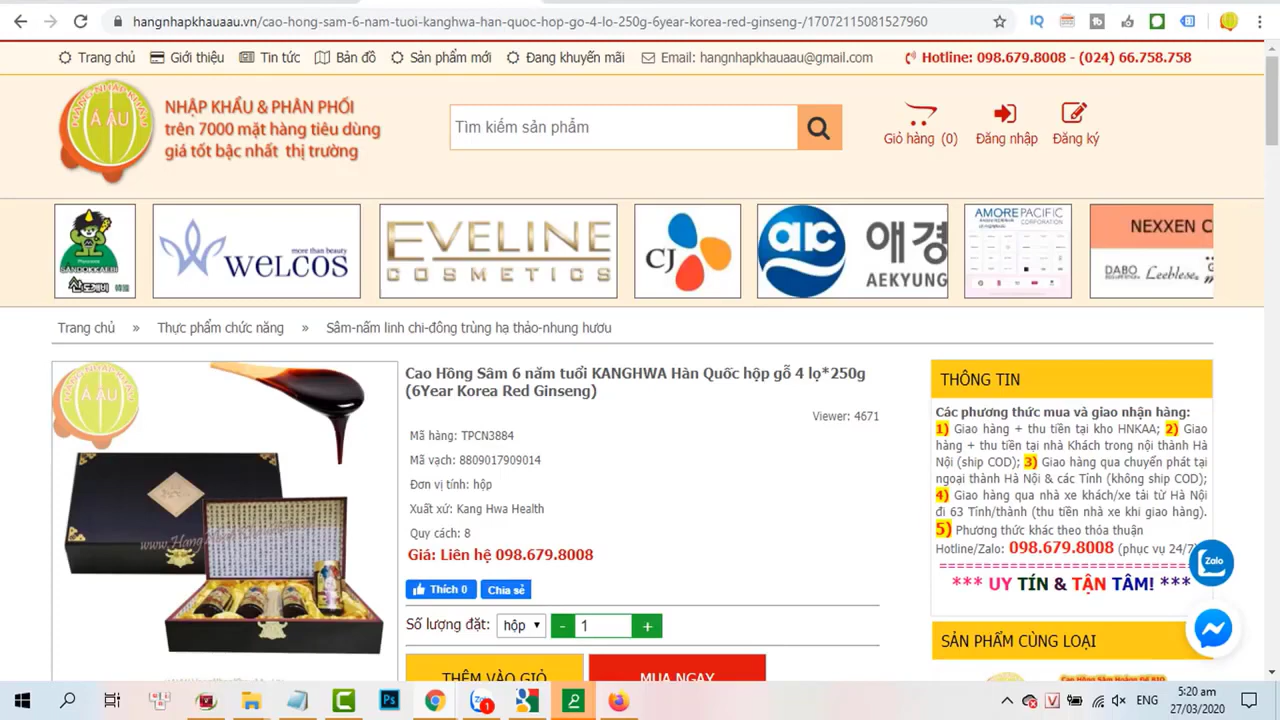 hangnhapkhauaau.vn/cao-hong-sam-6-nam-tuoi-kanghwa-han-quoc-hop-go-4-lo-250g-6year-korea-red-ginseng-/17072115081527960
Trang chủ Giới thiệu Tin tức Bản đồ Sản phẩm mới Đang khuyến mãi Email: hangnhapkhauaau@gmail.com Hotline: 098.679.8008 - (024) 66.758.758
HÀNG NHẬP KHẨU
Á ÂU
NHẬP KHẨU & PHÂN PHỐI
trên 7000 mặt hàng tiêu dùng
giá tốt bậc nhất thị trường
Tìm kiếm sản phẩm
Giỏ hàng (0) Đăng nhập Đăng ký
SANDOKKAEBI
산도깨비
more than beauty
WELCOS
EVELINE
COSMETICS
CJ
애경
AEKYUNG
AMOREPACIFIC
CORPORATION
NEXXEN C
DABO Leeblese
Trang chủ » Thực phẩm chức năng » Sâm-nấm linh chi-đông trùng hạ thảo-nhung hươu
Á ÂU
Cao Hồng Sâm 6 năm tuổi KANGHWA Hàn Quốc hộp gỗ 4 lọ*250g
(6Year Korea Red Ginseng)
Viewer: 4671
Mã hàng: TPCN3884
Mã vạch: 8809017909014
Đơn vị tính: hộp
Xuất xứ: Kang Hwa Health
Quy cách: 8
Giá: Liên hệ 098.679.8008
Thích 0 Chia sẻ
Số lượng đặt: hộp - 1 +
THÊM VÀO GIỎ MUA NGAY
THÔNG TIN
Các phương thức mua và giao nhận hàng:
1) Giao hàng + thu tiền tại kho HNKAA; 2) Giao
hàng + thu tiền tại nhà Khách trong nội thành Hà
Nội (ship COD); 3) Giao hàng qua chuyển phát tại
ngoại thành Hà Nội & các Tỉnh (không ship COD);
4) Giao hàng qua nhà xe khách/xe tải từ Hà Nội
đi 63 Tỉnh/thành (thu tiền nhà xe khi giao hàng).
5) Phương thức khác theo thỏa thuận
Hotline/Zalo: 098.679.8008 (phục vụ 24/7)
*** UY TÍN & TẬN TÂM! ***
Zalo
SẢN PHẨM CÙNG LOẠI
ENG
5:20 am
27/03/2020